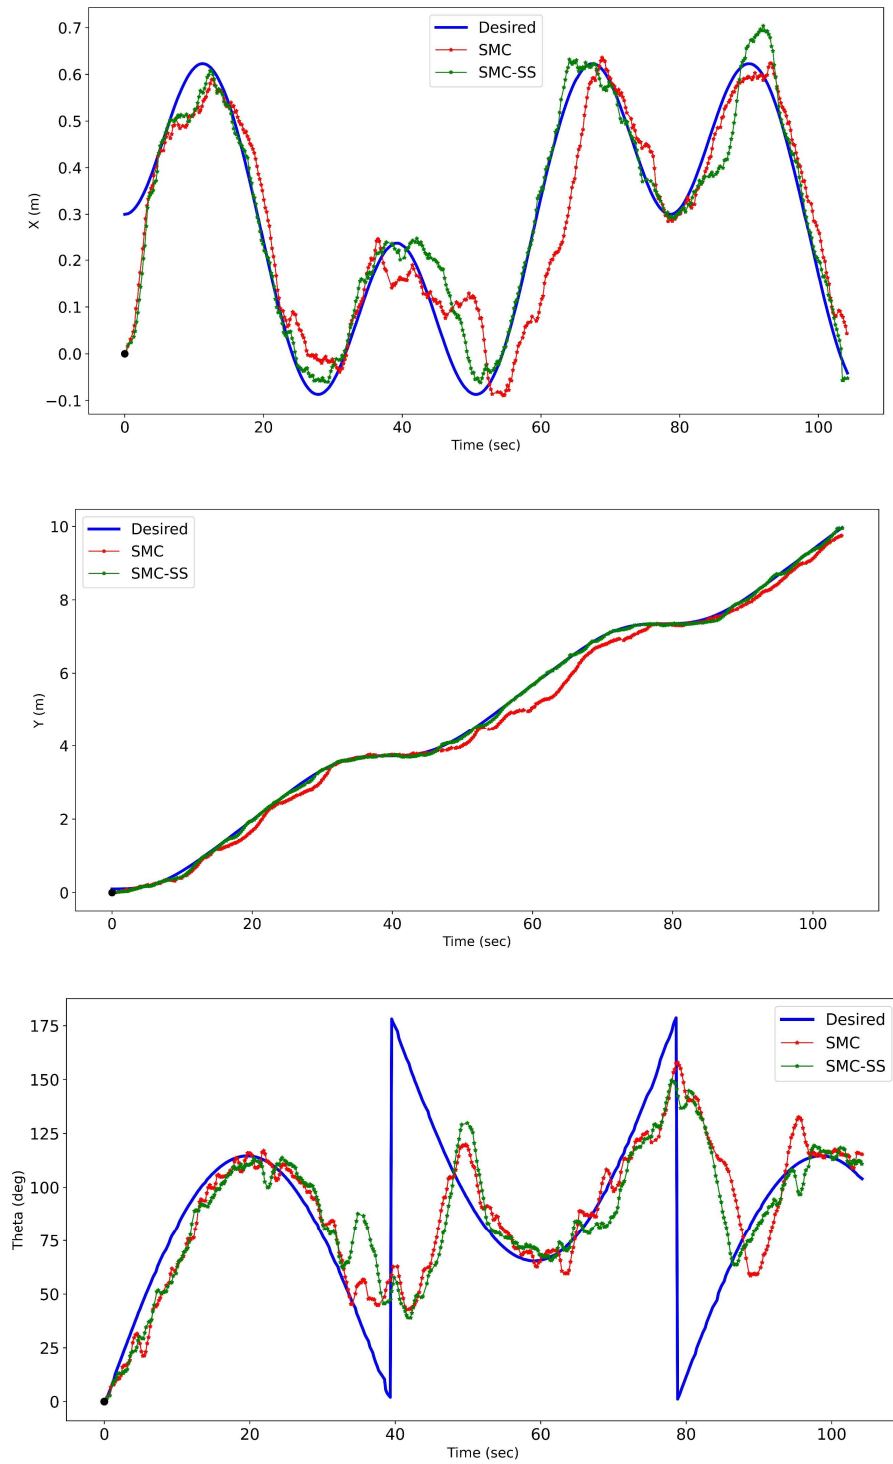 0.7
0.6
0.5
0.4
0.3
0.2
0.1
0.0
−0.1
X (m)
Desired
SMC
SMC-SS
0 20 40 60 80 100
Time (sec)
10
8
6
4
2
0
Y (m)
Desired
SMC
SMC-SS
0 20 40 60 80 100
Time (sec)
175
150
125
100
75
50
25
0
Theta (deg)
Desired
SMC
SMC-SS
0 20 40 60 80 100
Time (sec)